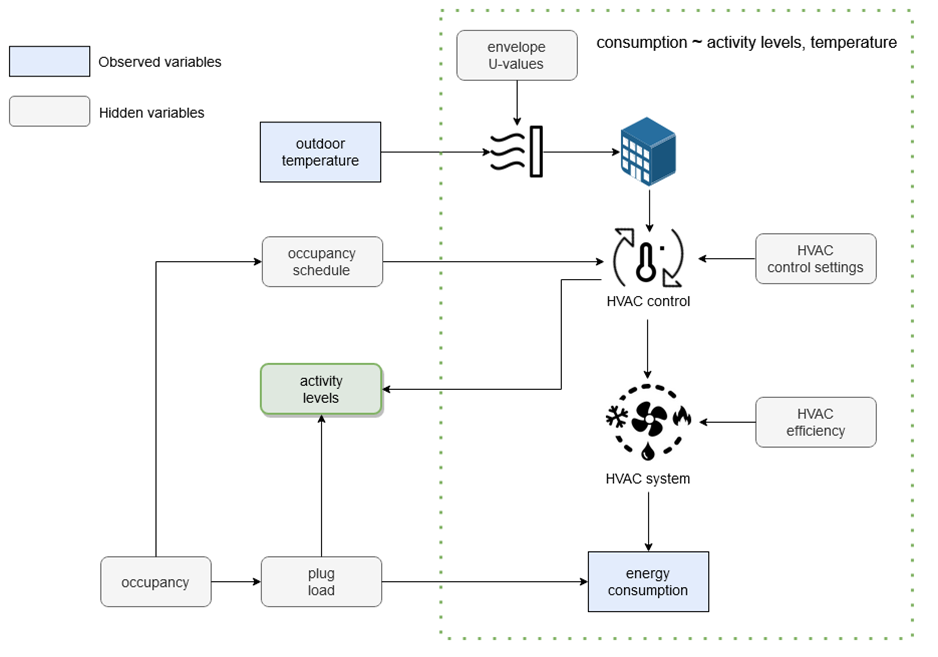 envelope
U-values
consumption ~ activity levels, temperature
Observed variables
Hidden variables
outdoor
temperature
occupancy
schedule
HVAC
control settings
HVAC control
activity
levels
HVAC
efficiency
HVAC system
occupancy
plug
load
energy
consumption